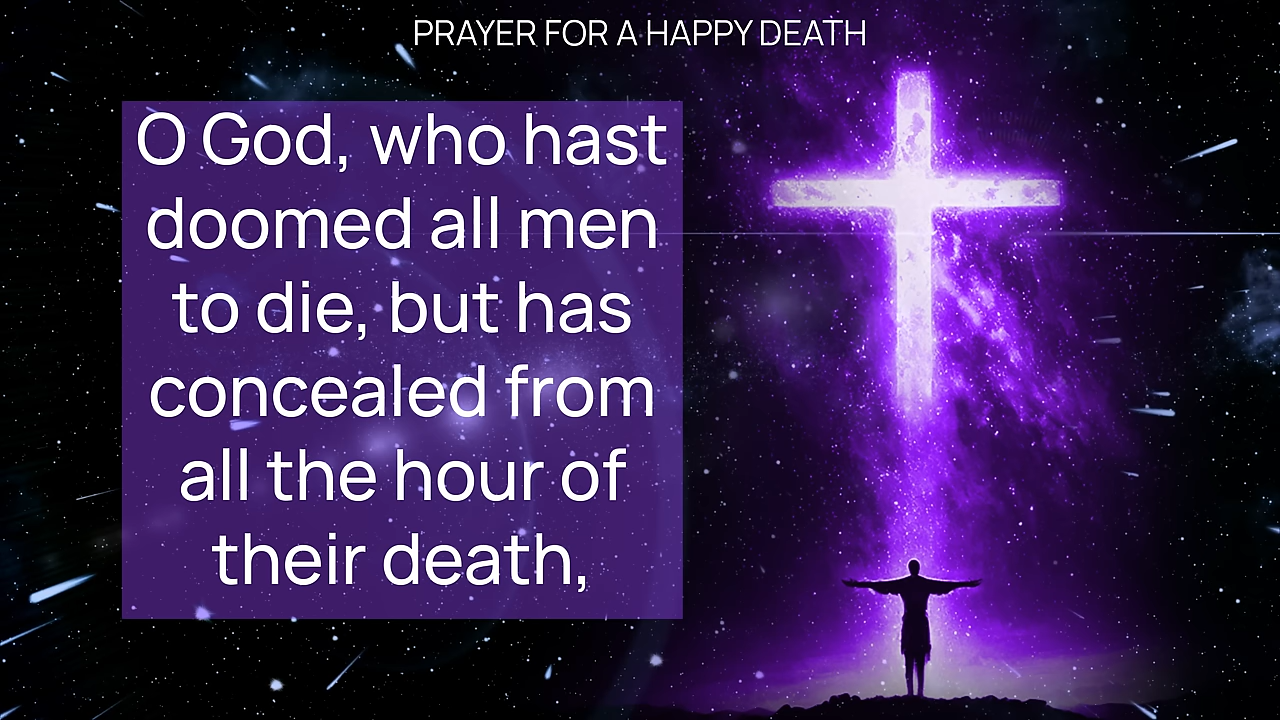 PRAYER FOR A HAPPY DEATH
O God, who hast
doomed all men
to die, but has
concealed from
all the hour of
their death,